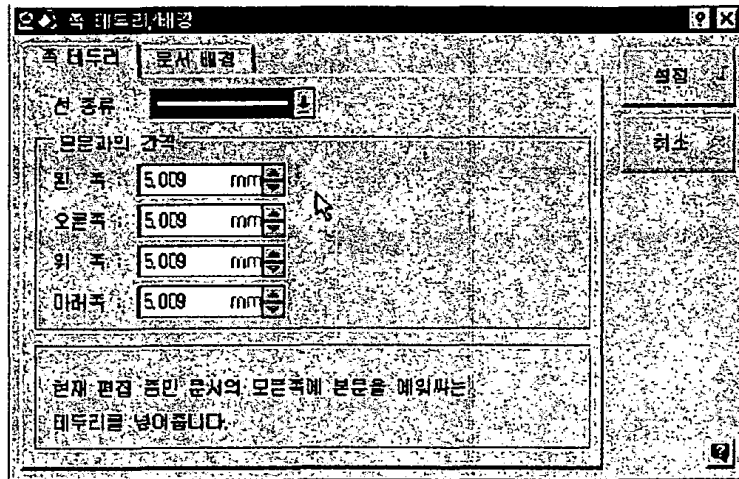 쪽 테두리/배경
쪽 테두리 문서 배경
선 종류
설정
취소
본문과의 간격
왼 쪽 : 5.009 mm
오른쪽 : 5.009 mm
위 쪽 : 5.009 mm
아래쪽 : 5.009 mm
현재 편집 중인 문서의 모든쪽에 본문을 에워싸는
테두리를 넣어줍니다.